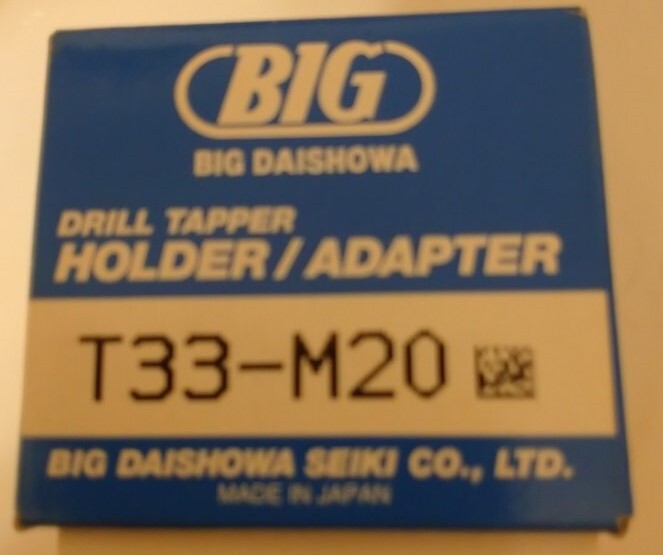 BIG
BIG DAISHOWA
DRILL TAPPER
HOLDER/ADAPTER
T33-M20
BIG DAISHOWA SEIKI CO., LTD.
MADE IN JAPAN